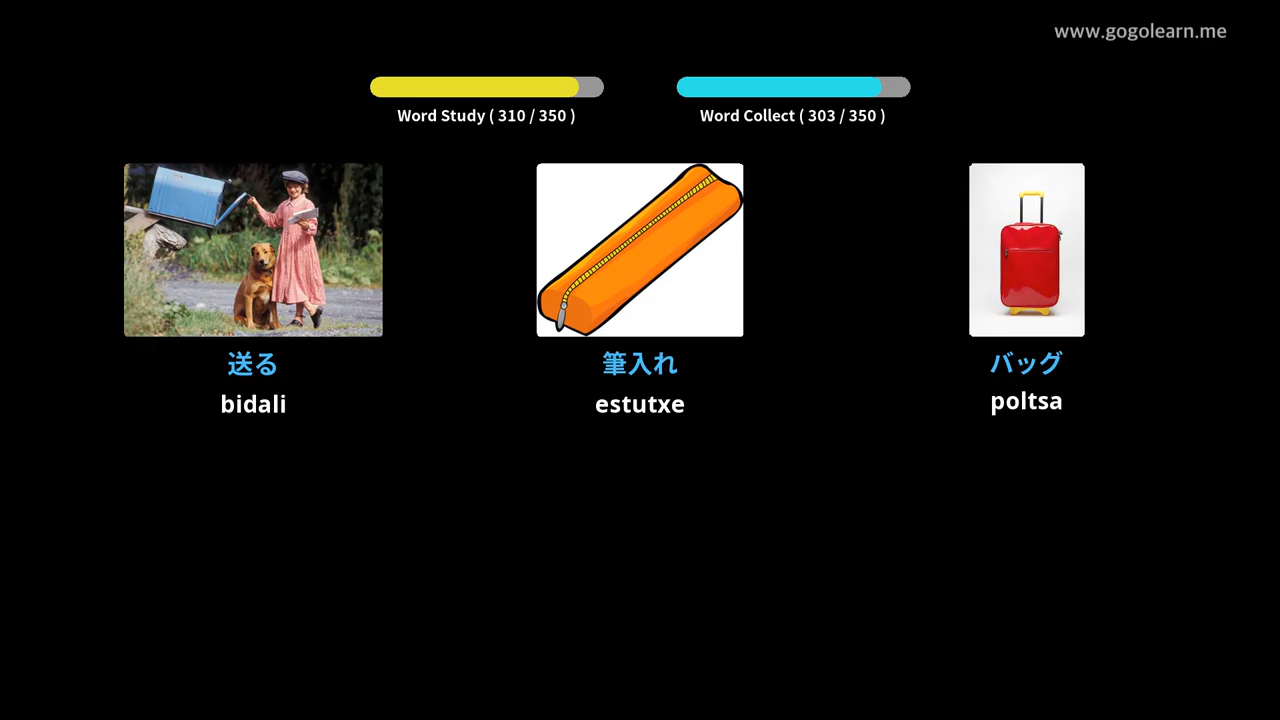 www.gogolearn.me
Word Study ( 310 / 350 )
Word Collect ( 303 / 350 )
送る
筆入れ
バッグ
bidali
estutxe
poltsa